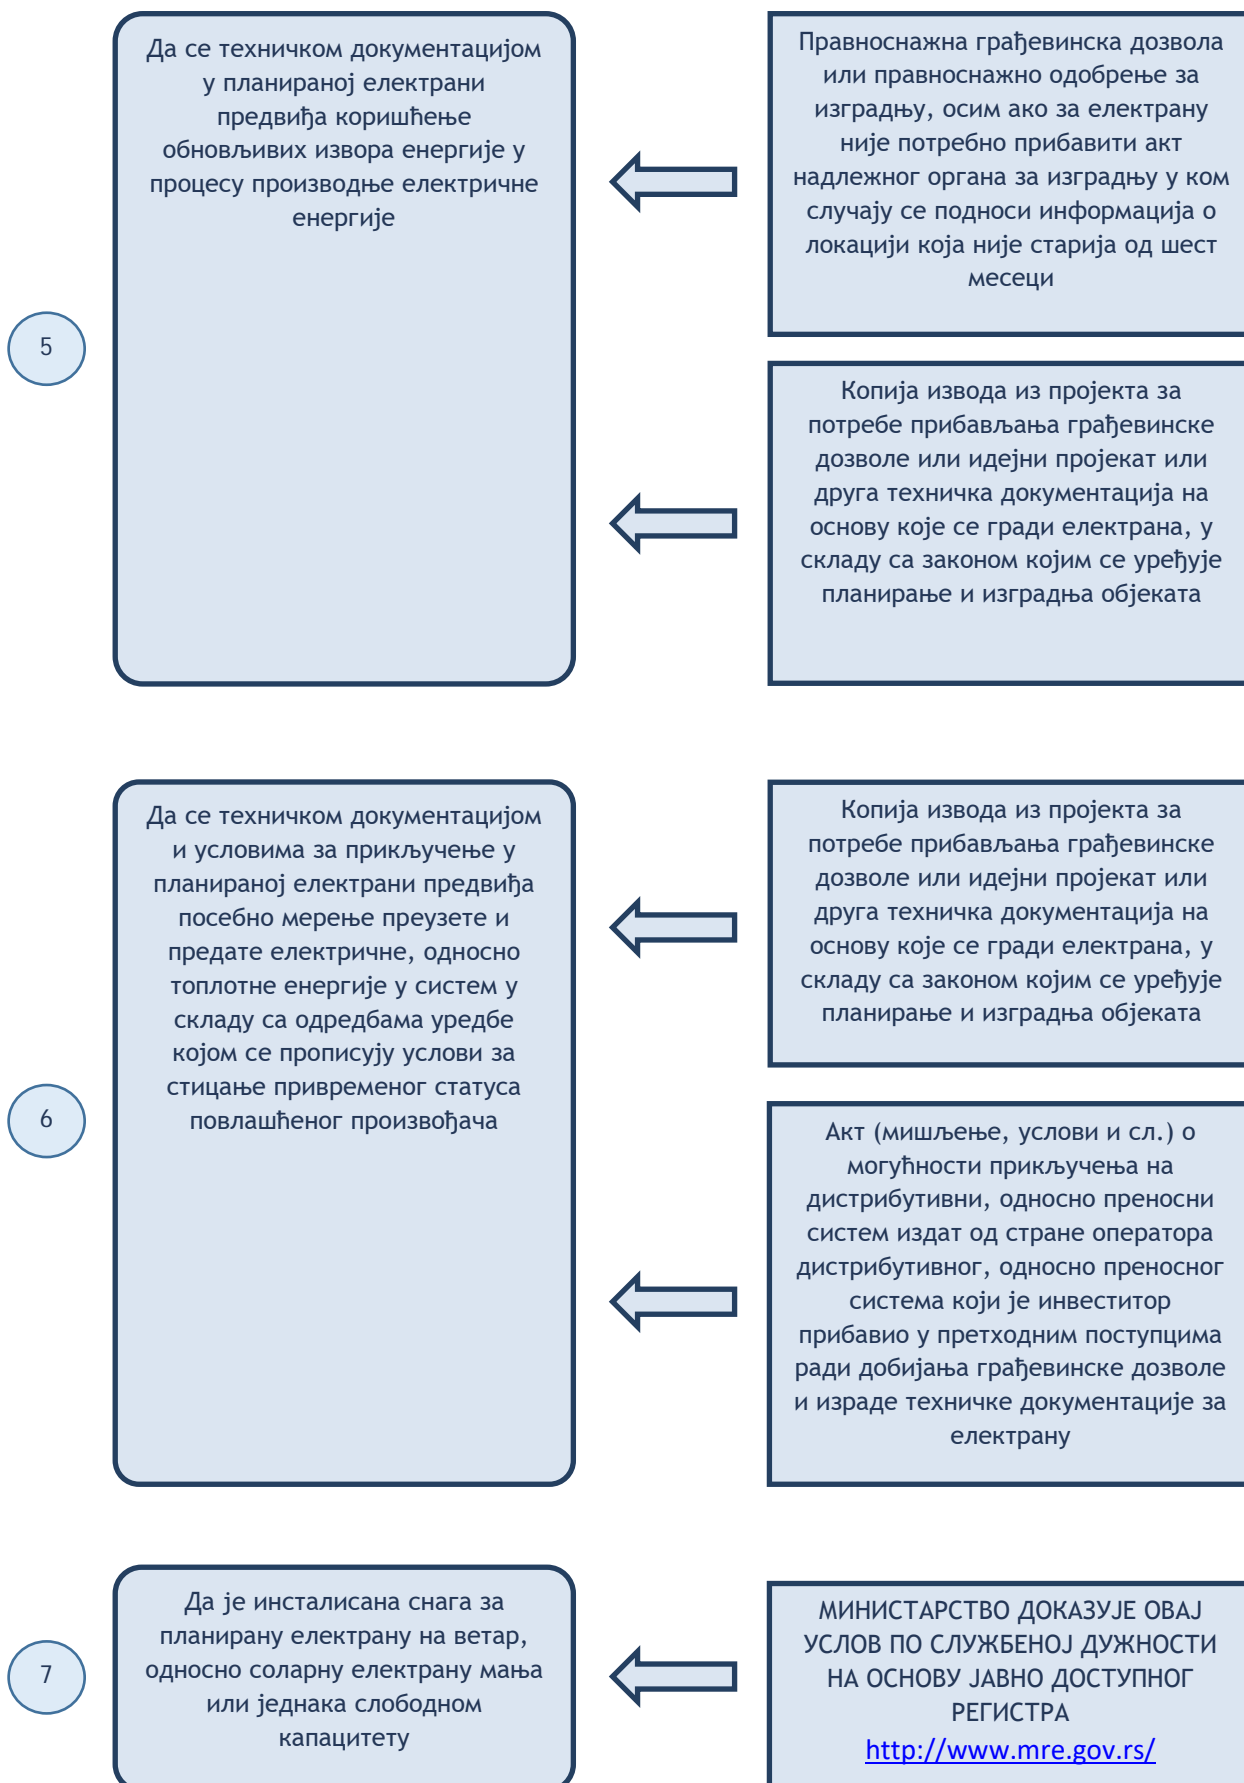 Да се техничком документацијом
у планираној електрани
предвиђа коришћење
обновљивих извора енергије у
процесу производње електричне
енергије
Правноснажна грађевинска дозвола
или правноснажно одобрење за
изградњу, осим ако за електрану
није потребно прибавити акт
надлежног органа за изградњу у ком
случају се подноси информација о
локацији која није старија од шест
месеци
5
Копија извода из пројекта за
потребе прибављања грађевинске
дозволе или идејни пројекат или
друга техничка документација на
основу које се гради електрана, у
складу са законом којим се уређује
планирање и изградња објеката
Да се техничком документацијом
и условима за прикључење у
планираној електрани предвиђа
посебно мерење преузете и
предате електричне, односно
топлотне енергије у систем у
складу са одредбама уредбе
којом се прописују услови за
стицање привременог статуса
повлашћеног произвођача
Копија извода из пројекта за
потребе прибављања грађевинске
дозволе или идејни пројекат или
друга техничка документација на
основу које се гради електрана, у
складу са законом којим се уређује
планирање и изградња објеката
6
Акт (мишљење, услови и сл.) о
могућности прикључења на
дистрибутивни, односно преносни
систем издат од стране оператора
дистрибутивног, односно преносног
система који је инвеститор
прибавио у претходним поступцима
ради добијања грађевинске дозволе
и израде техничке документације за
електрану
7
Да је инсталисана снага за
планирану електрану на ветар,
односно соларну електрану мања
или једнака слободном
капацитету
МИНИСТАРСТВО ДОКАЗУЈЕ ОВАЈ
УСЛОВ ПО СЛУЖБЕНОЈ ДУЖНОСТИ
НА ОСНОВУ ЈАВНО ДОСТУПНОГ
РЕГИСТРА
http://www.mre.gov.rs/